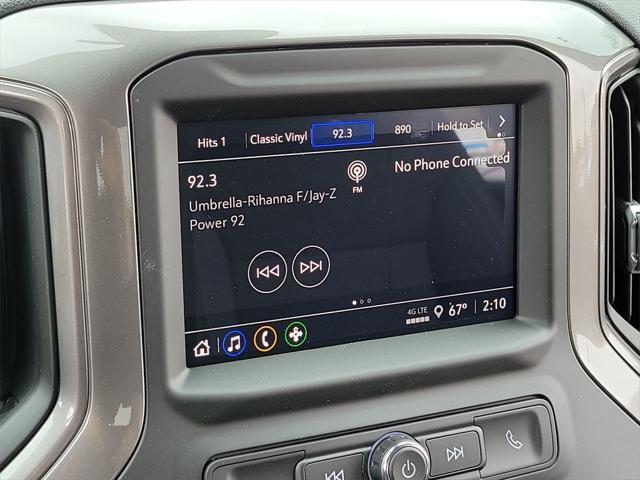 Hits 1 Classic Vinyl 92.3 890 Hold to Set
92.3
FM
No Phone Connected
Umbrella-Rihanna F/Jay-Z
Power 92
4G LTE 67° 2:10